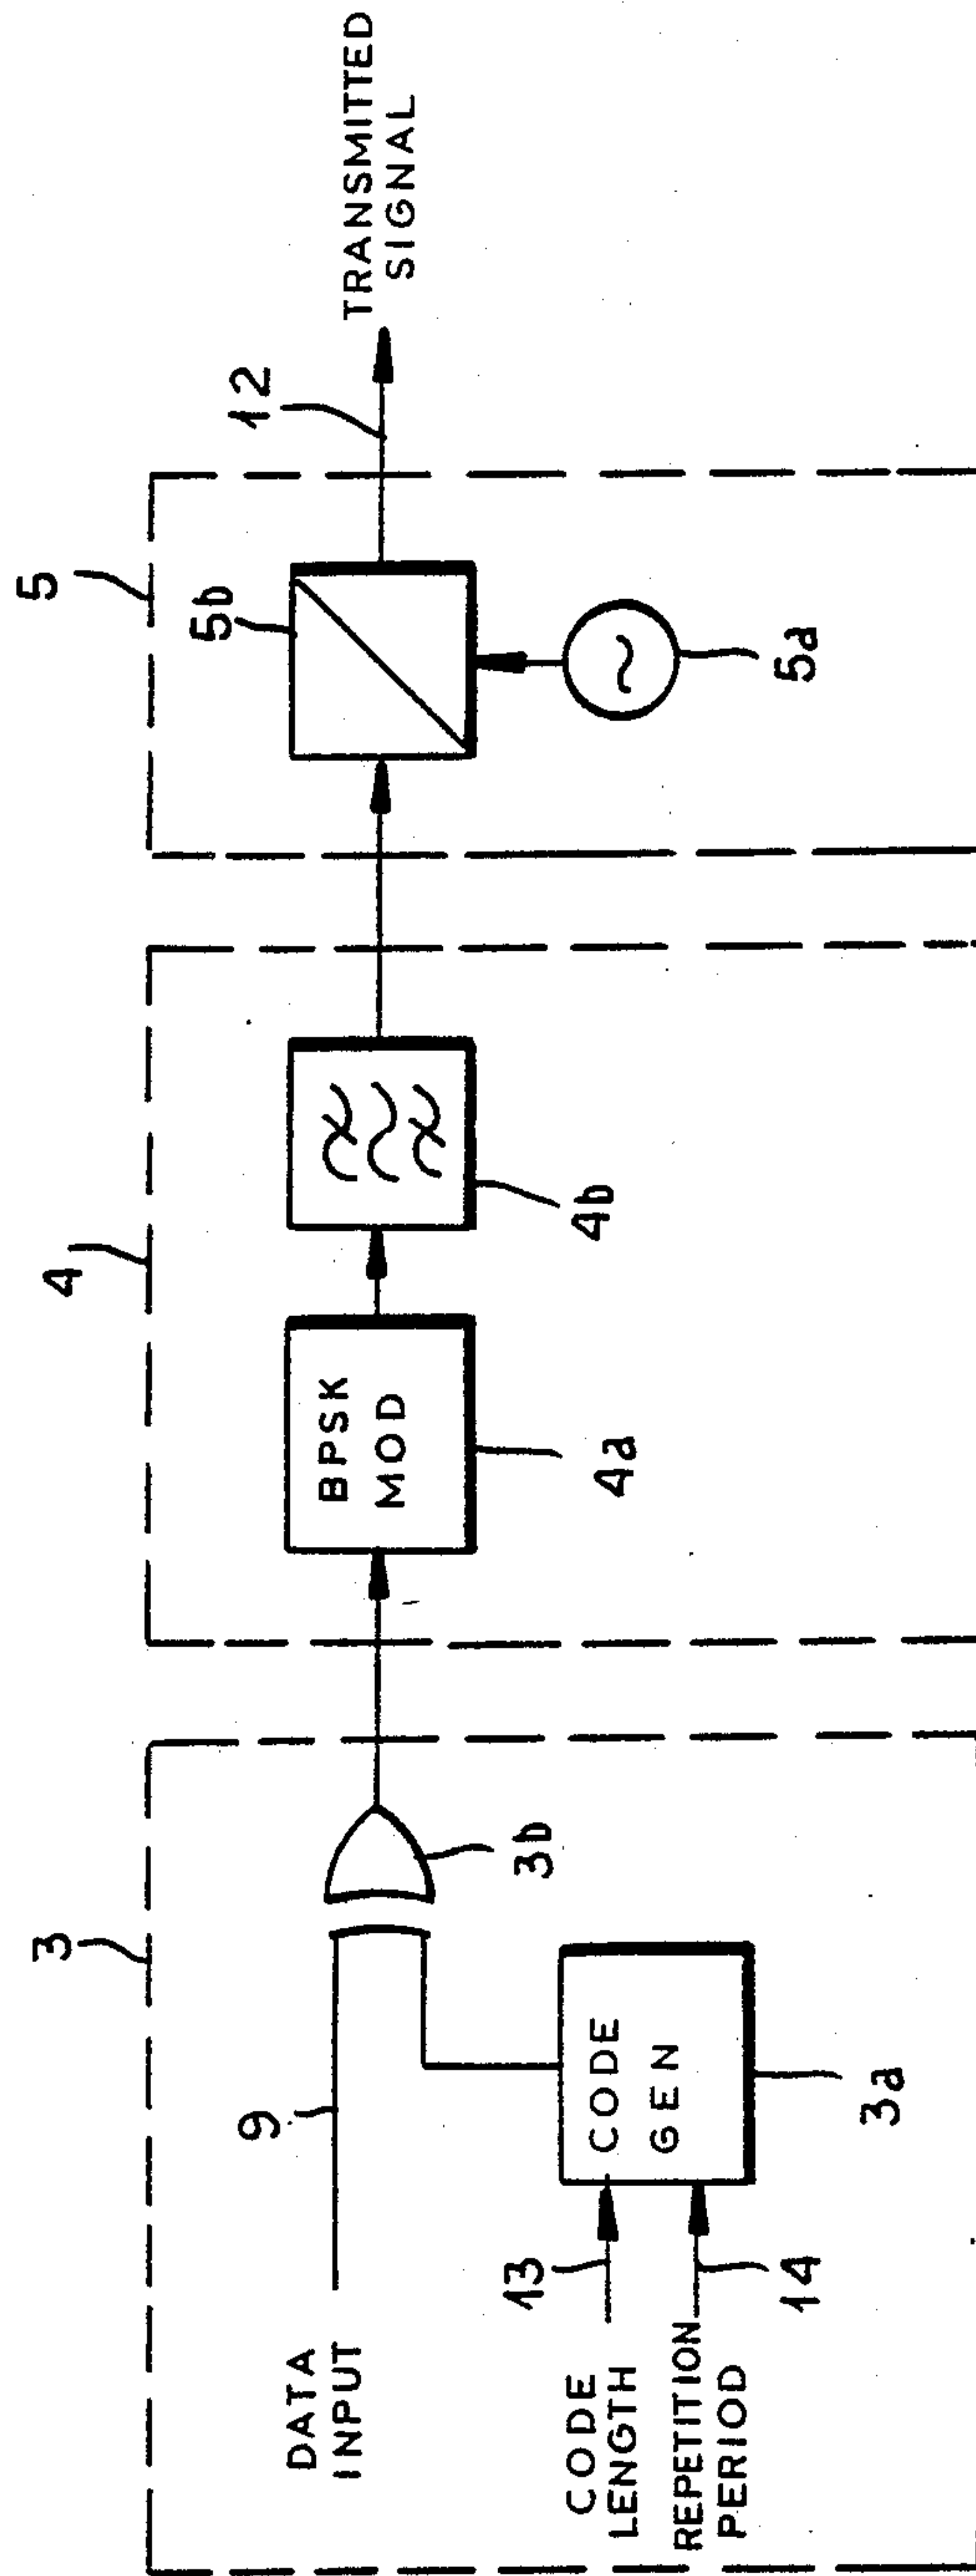 3
4
5
5b
12
TRANSMITTED
SIGNAL
DATA
INPUT
9
3b
BPSK
MOD
4a
4b
5a
CODE
LENGTH
13
REPETITION
PERIOD
14
CODE
GEN
3a